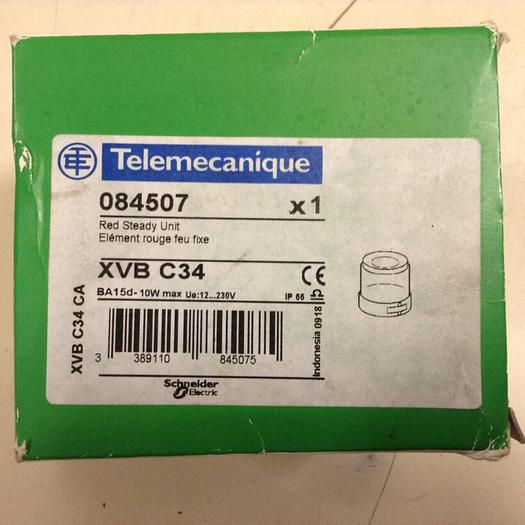 Telemecanique
084507 x1
Red Steady Unit
Elément rouge feu fixe
XVB C34 CE
BA15d-10W max Ue:12...230V IP 66
3 389110 845075
Schneider
Electric
XVB C34 CA
Indonesia 0918